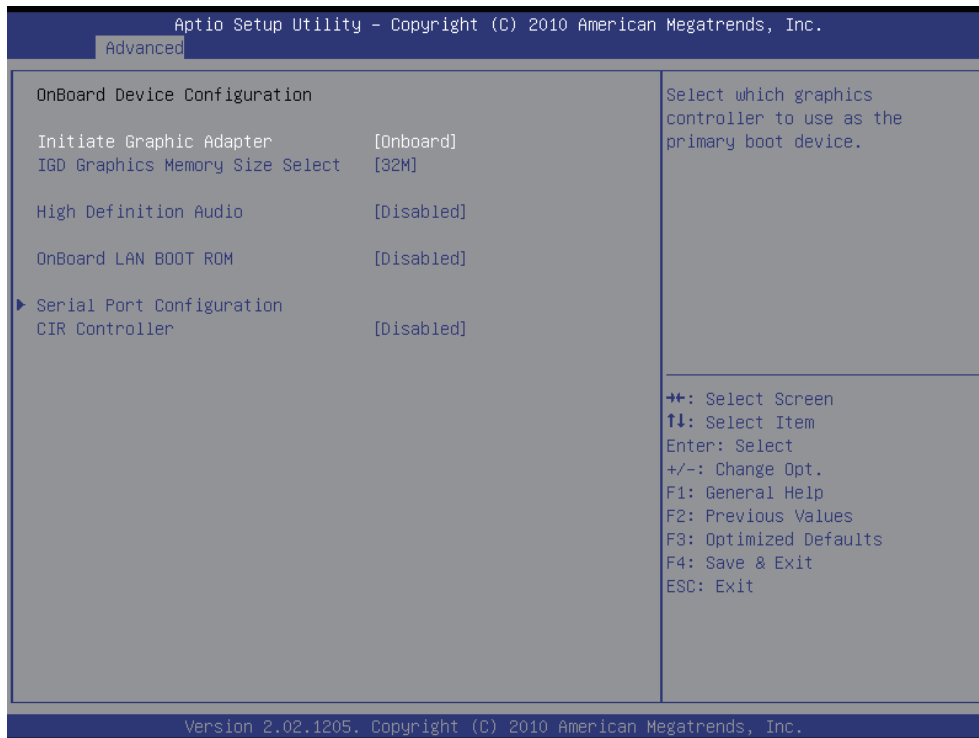 Aptio Setup Utility – Copyright (C) 2010 American Megatrends, Inc.
Advanced
OnBoard Device Configuration
Initiate Graphic Adapter [Onboard]
IGD Graphics Memory Size Select [32M]
High Definition Audio [Disabled]
OnBoard LAN BOOT ROM [Disabled]
▶ Serial Port Configuration
CIR Controller [Disabled]
Select which graphics
controller to use as the
primary boot device.
→←: Select Screen
↑↓: Select Item
Enter: Select
+/-: Change Opt.
F1: General Help
F2: Previous Values
F3: Optimized Defaults
F4: Save & Exit
ESC: Exit
Version 2.02.1205. Copyright (C) 2010 American Megatrends, Inc.